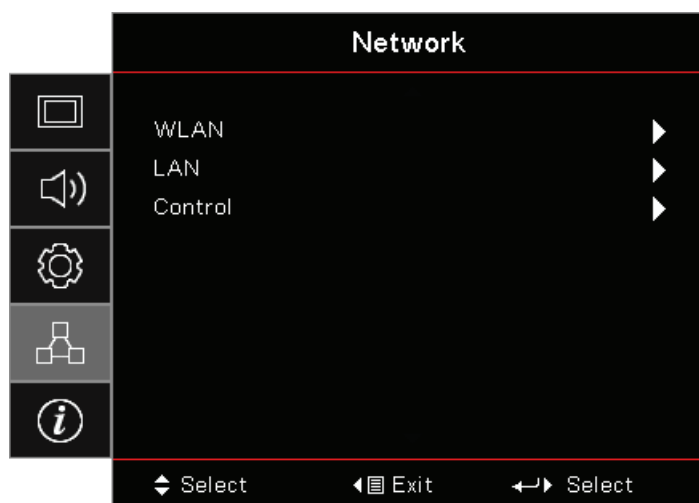 Network
WLAN
LAN
Control
Select Exit Select